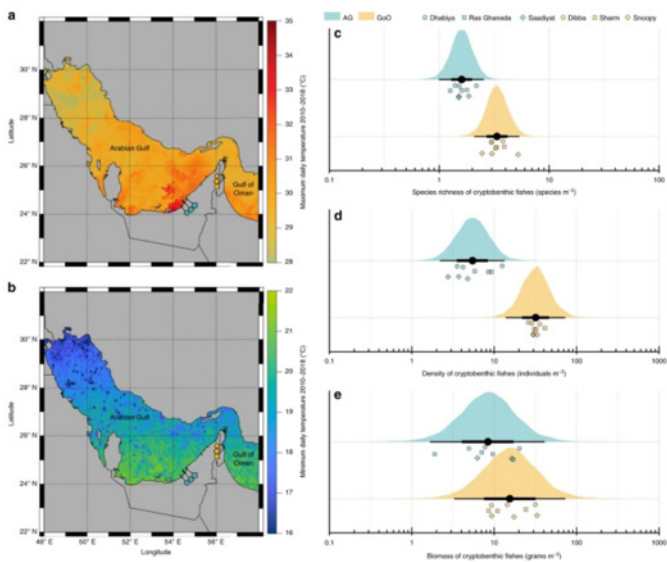 a
30° N
28° N
26° N
24° N
22° N
Latitude
Arabian Gulf
Gulf of
Oman
35
34
33
32
31
30
29
28
Maximum daily temperature 2010–2018 (°C)
b
30° N
28° N
26° N
24° N
22° N
Latitude
Arabian Gulf
Gulf of
Oman
48° E
50° E
52° E
54° E
56° E
Longitude
22
21
20
19
18
17
16
Minimum daily temperature 2010–2018 (°C)
AG GoO Dhabiya Ras Ghanada Saadiyat Dibba Sharm Snoopy
c
0.1 1 10 100
Species richness of cryptobenthic fishes (species m⁻²)
d
0.1 1 10 100 1000
Density of cryptobenthic fishes (individuals m⁻²)
e
0.1 1 10 100 1000
Biomass of cryptobenthic fishes (grams m⁻²)